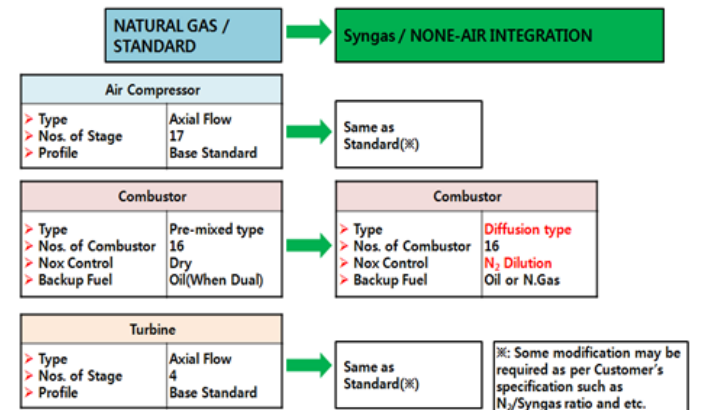 NATURAL GAS /
STANDARD
Syngas / NONE-AIR INTEGRATION
Air Compressor
➤ Type Axial Flow
➤ Nos. of Stage 17
➤ Profile Base Standard
Same as
Standard(※)
Combustor
➤ Type Pre-mixed type
➤ Nos. of Combustor 16
➤ Nox Control Dry
➤ Backup Fuel Oil(When Dual)
Combustor
➤ Type Diffusion type
➤ Nos. of Combustor 16
➤ Nox Control N₂ Dilution
➤ Backup Fuel Oil or N.Gas
Turbine
➤ Type Axial Flow
➤ Nos. of Stage 4
➤ Profile Base Standard
Same as
Standard(※)
※: Some modification may be
required as per Customer's
specification such as
N₂/Syngas ratio and etc.